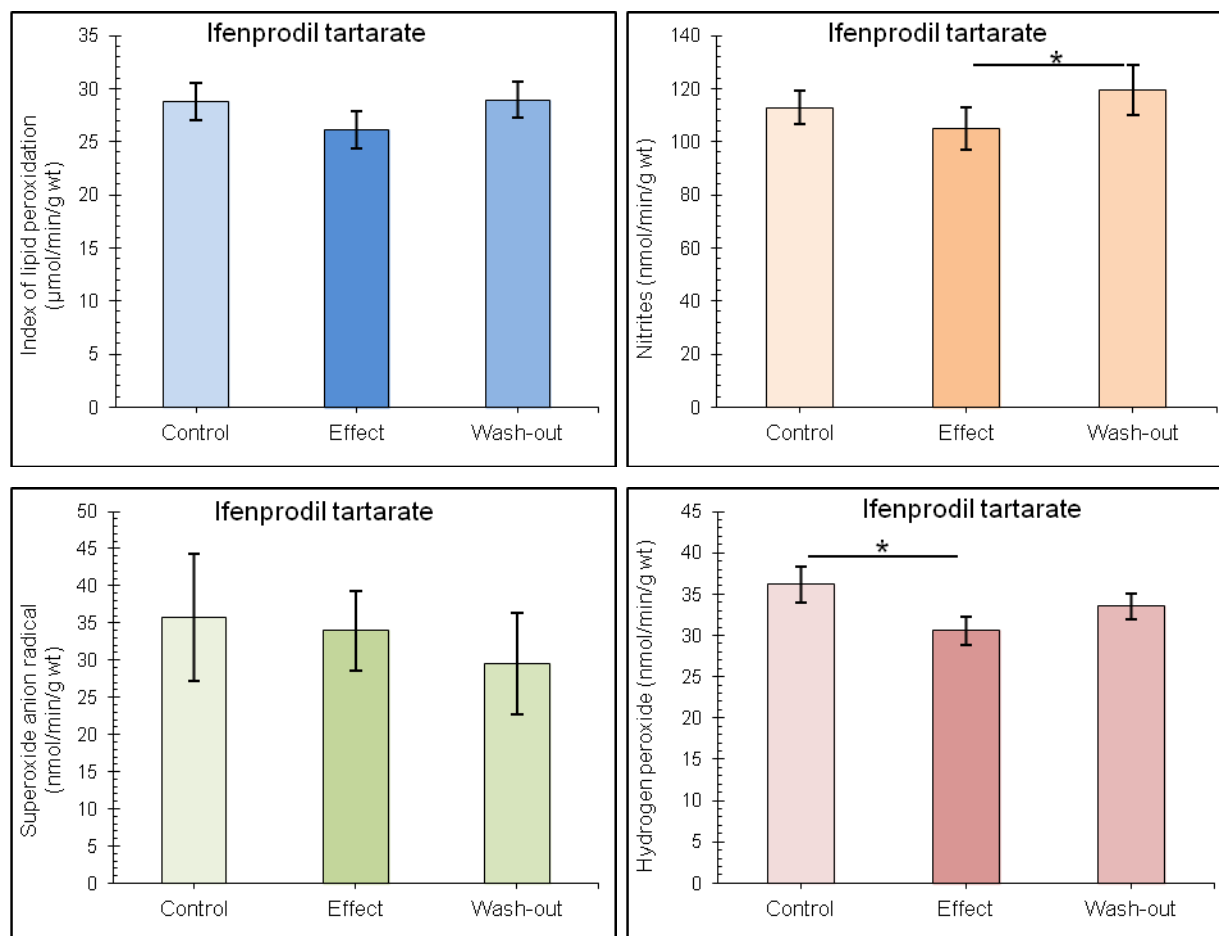 Ifenprodil tartarate
Index of lipid peroxidation
(µmol/min/g wt)
35
30
25
20
15
10
5
0
Control Effect Wash-out
Ifenprodil tartarate
Nitrites (nmol/min/g wt)
140
120
100
80
60
40
20
0
*
Control Effect Wash-out
Ifenprodil tartarate
Superoxide anion radical
(nmol/min/g wt)
50
45
40
35
30
25
20
15
10
5
0
Control Effect Wash-out
Ifenprodil tartarate
Hydrogen peroxide (nmol/min/g wt)
45
40
35
30
25
20
15
10
5
0
*
Control Effect Wash-out